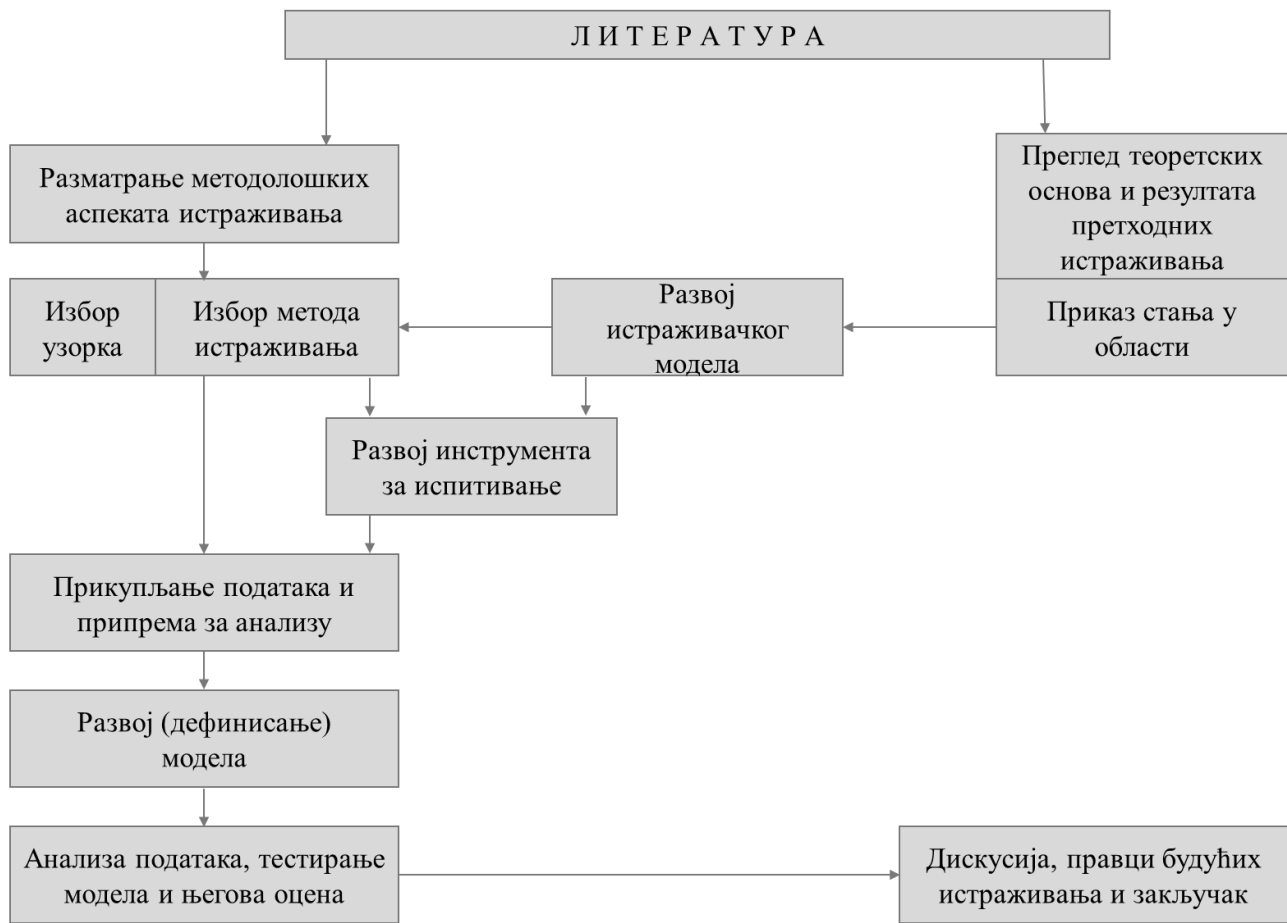 Л И Т Е Р А Т У Р А
Разматрање методолошких
аспеката истраживања
Преглед теоретских
основа и резултата
претходних
истраживања
Избор
узорка
Избор метода
истраживања
Развој
истраживачког
модела
Приказ стања у
области
Развој инструмента
за испитивање
Прикупљање података и
припрема за анализу
Развој (дефинисање)
модела
Анализа података, тестирање
модела и његова оцена
Дискусија, правци будућих
истраживања и закључак